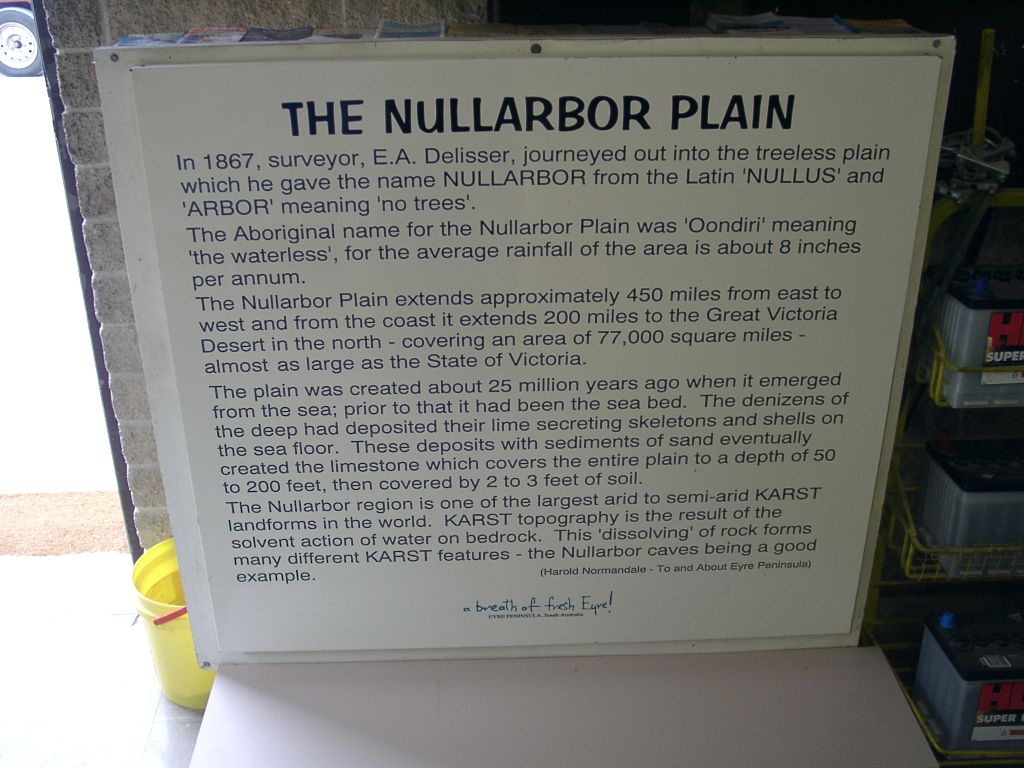 THE NULLARBOR PLAIN
In 1867, surveyor, E.A. Delisser, journeyed out into the treeless plain
which he gave the name NULLARBOR from the Latin 'NULLUS' and
'ARBOR' meaning 'no trees'.
The Aboriginal name for the Nullarbor Plain was 'Oondiri' meaning
'the waterless', for the average rainfall of the area is about 8 inches
per annum.
The Nullarbor Plain extends approximately 450 miles from east to
west and from the coast it extends 200 miles to the Great Victoria
Desert in the north - covering an area of 77,000 square miles -
almost as large as the State of Victoria.
The plain was created about 25 million years ago when it emerged
from the sea; prior to that it had been the sea bed. The denizens of
the deep had deposited their lime secreting skeletons and shells on
the sea floor. These deposits with sediments of sand eventually
created the limestone which covers the entire plain to a depth of 50
to 200 feet, then covered by 2 to 3 feet of soil.
The Nullarbor region is one of the largest arid to semi-arid KARST
landforms in the world. KARST topography is the result of the
solvent action of water on bedrock. This 'dissolving' of rock forms
many different KARST features - the Nullarbor caves being a good
example.
(Harold Normandale - To and About Eyre Peninsula)
a breath of fresh Eyre!
EYRE PENINSULA, South Australia
SUPER
SUPER